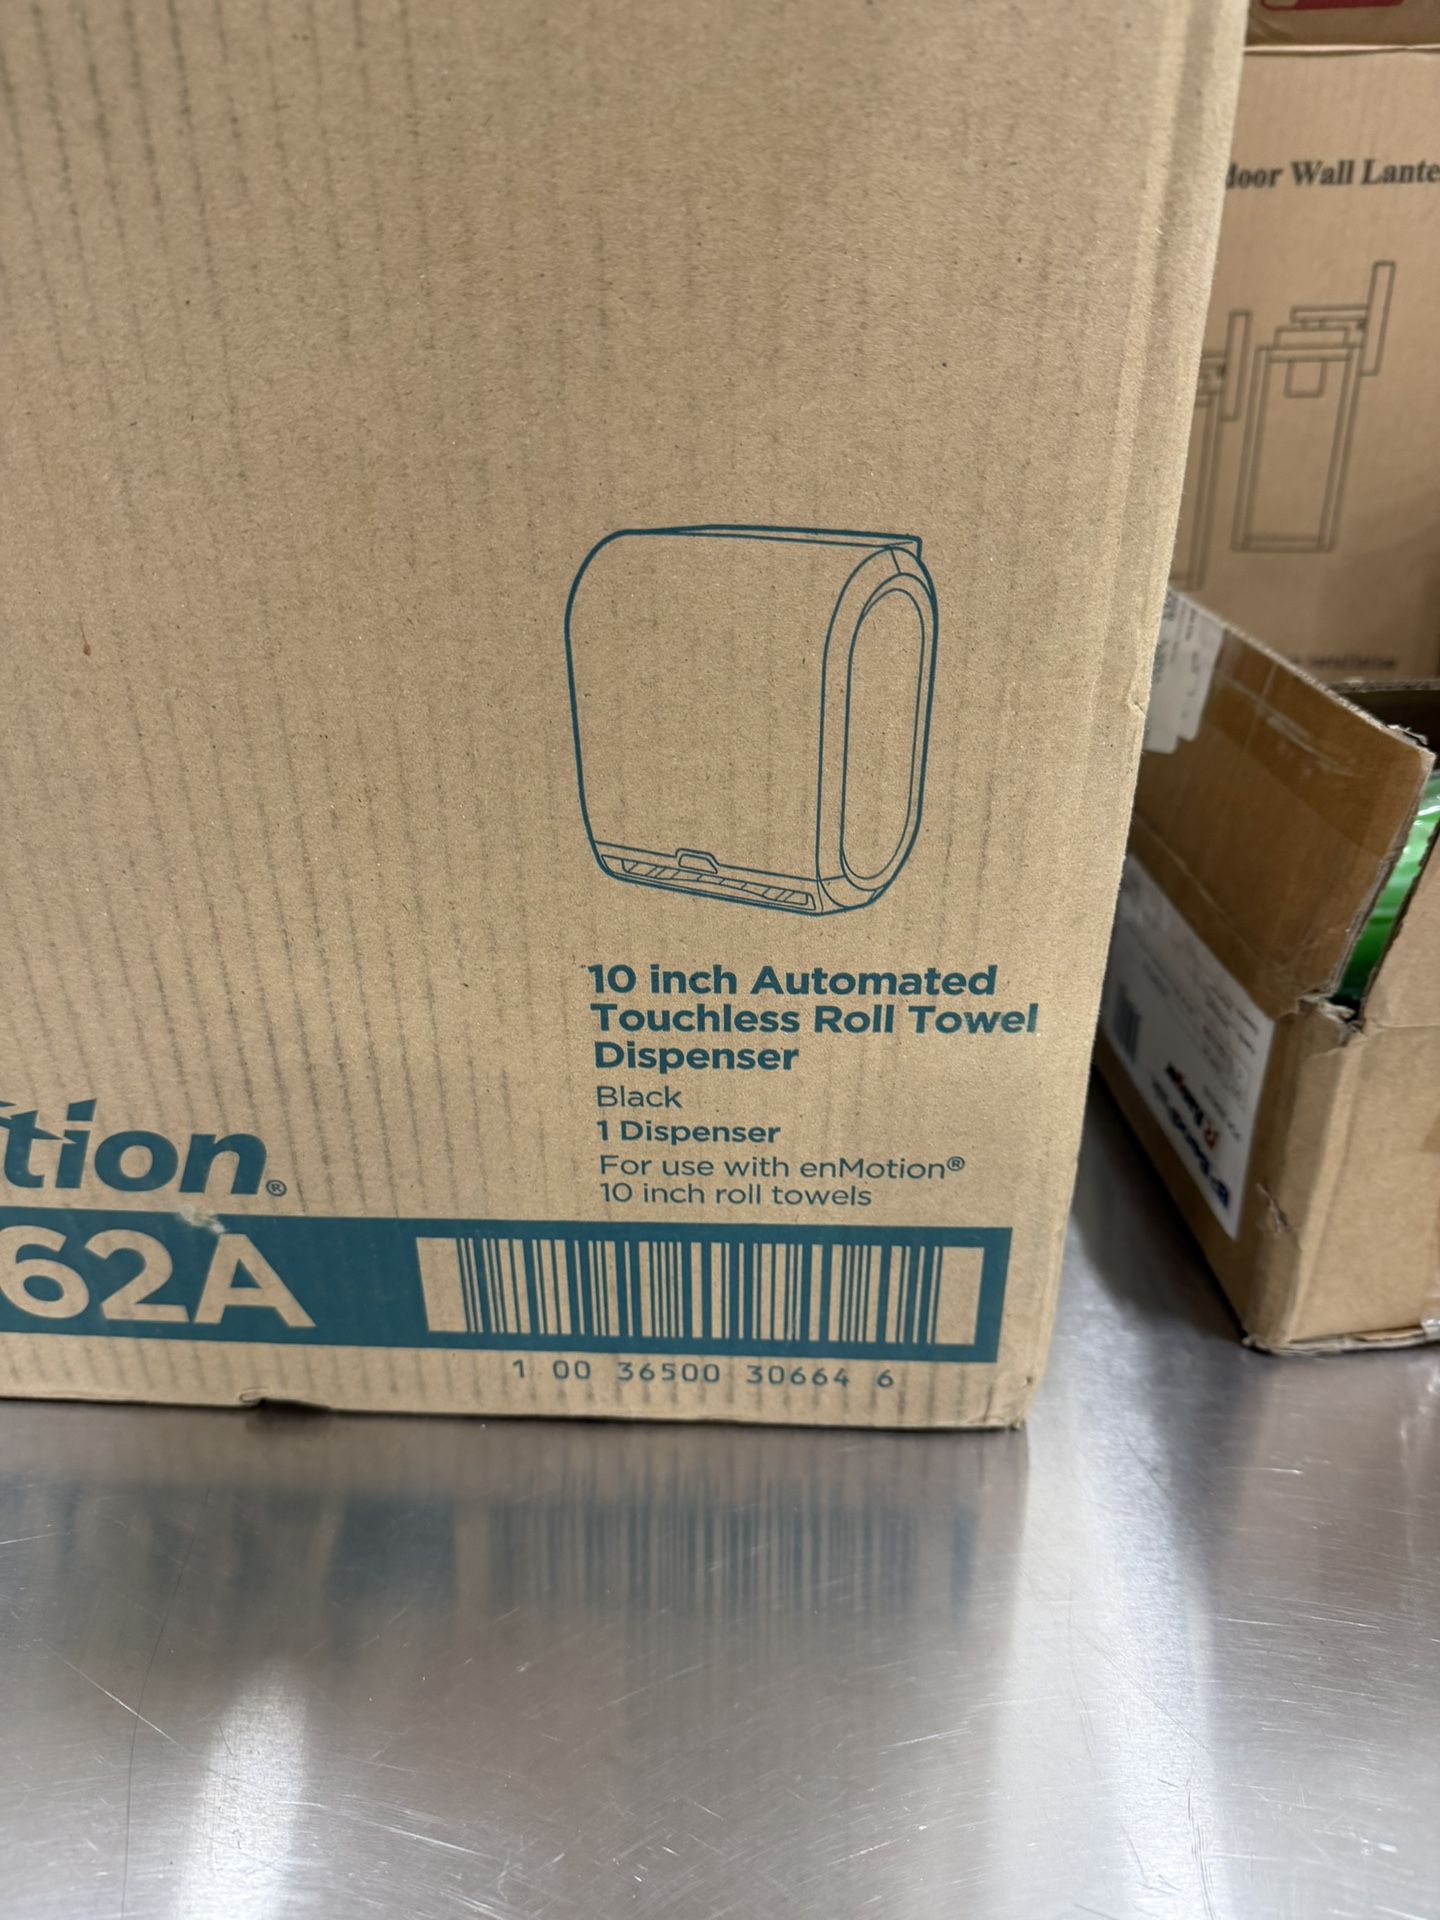 10 inch Automated
Touchless Roll Towel
Dispenser
Black
1 Dispenser
For use with enMotion®
10 inch roll towels
tion®
62A
1 00 36500 30664 6
door Wall Lante